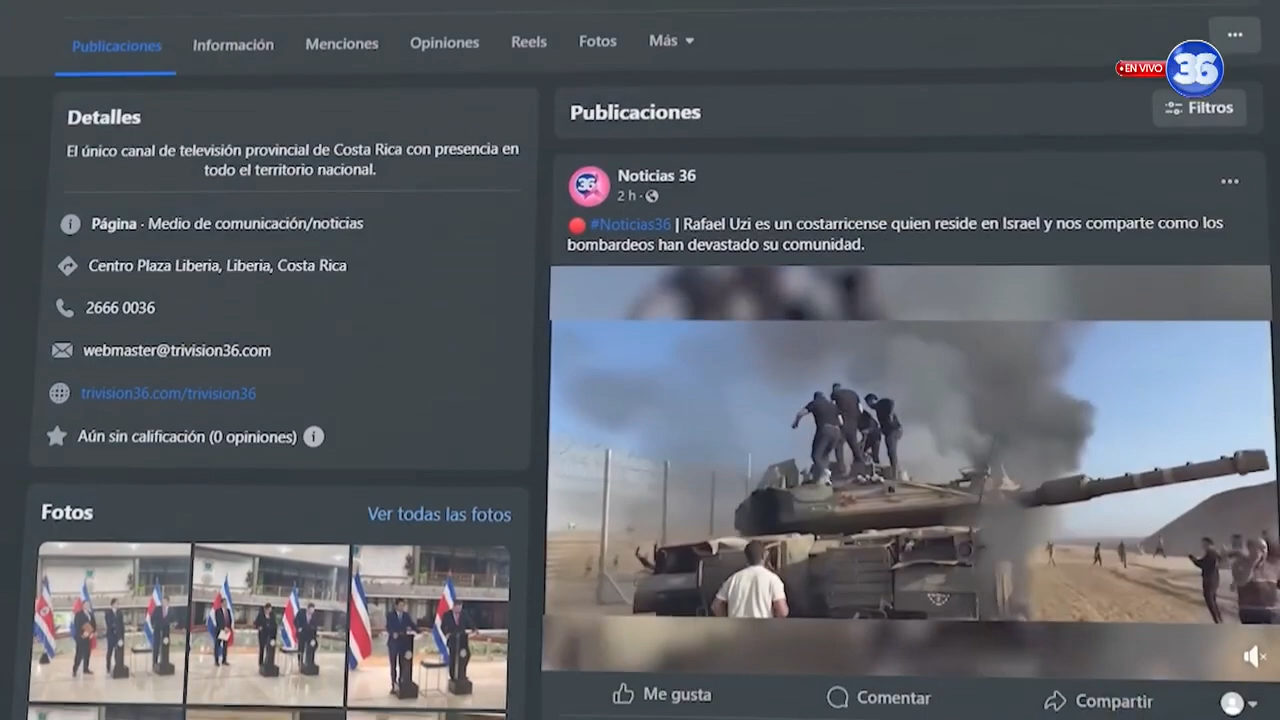 Publicaciones
Información
Menciones
Opiniones
Reels
Fotos
Más
EN VIVO
36
Detalles
El único canal de televisión provincial de Costa Rica con presencia en
todo el territorio nacional.
Página · Medio de comunicación/noticias
Centro Plaza Liberia, Liberia, Costa Rica
2666 0036
webmaster@trivision36.com
trivision36.com/trivision36
Aún sin calificación (0 opiniones)
Fotos
Ver todas las fotos
Publicaciones
Filtros
36
Noticias 36
2 h ·
#Noticias36 | Rafael Uzi es un costarricense quien reside en Israel y nos comparte como los
bombardeos han devastado su comunidad.
Me gusta
Comentar
Compartir